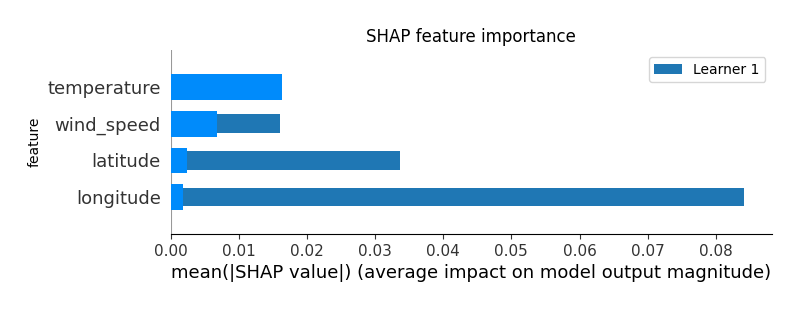 SHAP feature importance
Learner 1
feature
temperature
wind_speed
latitude
longitude
0.00 0.01 0.02 0.03 0.04 0.05 0.06 0.07 0.08
mean(|SHAP value|) (average impact on model output magnitude)